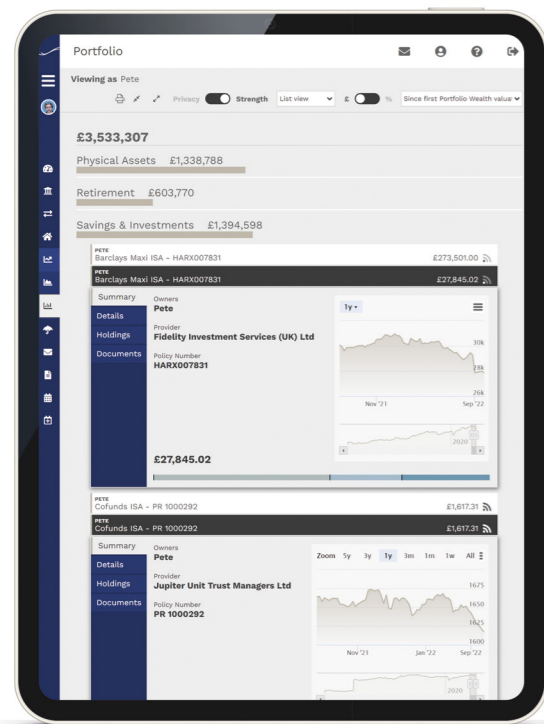 Portfolio
Viewing as Pete
Privacy Strength List view £ % Since first Portfolio Wealth valuat
£3,533,307
Physical Assets £1,338,788
Retirement £603,770
Savings & Investments £1,394,598
PETE
Barclays Maxi ISA - HARX007831 £273,501.00
PETE
Barclays Maxi ISA - HARX007831 £27,845.02
Summary
Details
Holdings
Documents
Owners
Pete
Provider
Fidelity Investment Services (UK) Ltd
Policy Number
HARX007831
£27,845.02
1y
30k
28k
26k
Nov '21 Sep '22
2020
PETE
Cofunds ISA - PR 1000292 £1,617.31
PETE
Cofunds ISA - PR 1000292 £1,617.31
Summary
Details
Holdings
Documents
Owners
Pete
Provider
Jupiter Unit Trust Managers Ltd
Policy Number
PR 1000292
Zoom 5y 3y 1y 3m 1m 1w All
1675
1650
1625
1600
Nov '21 Jan '22 Sep '22
2020